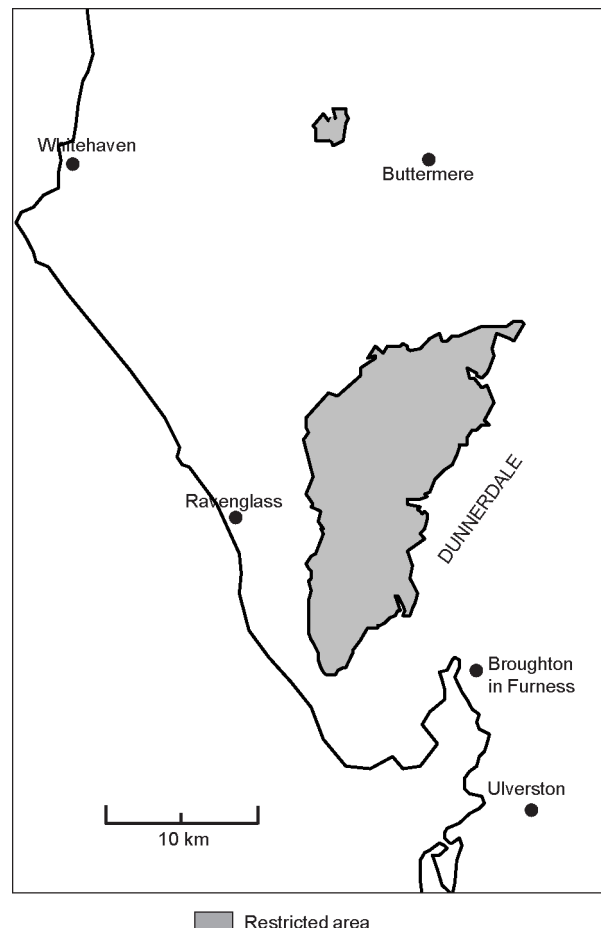 Whitehaven
Buttermere
DUNNERDALE
Ravenglass
Broughton
in Furness
Ulverston
10 km
Restricted area